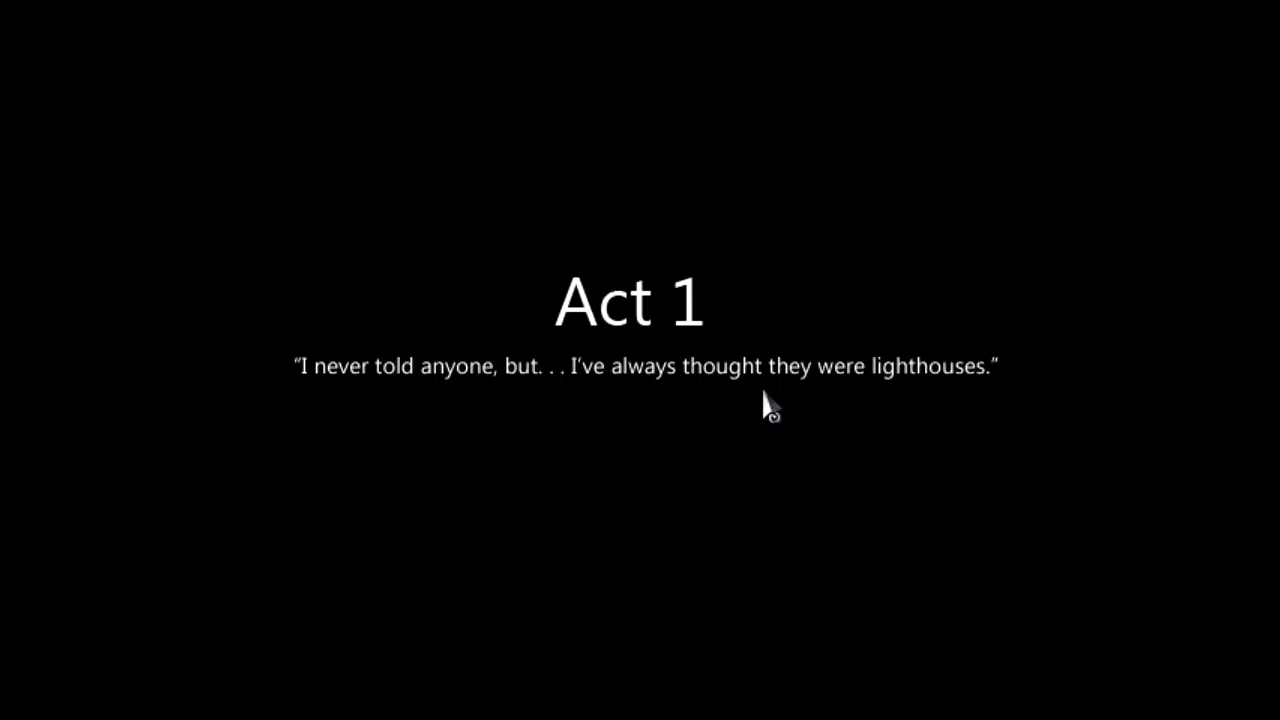 Act 1
“I never told anyone, but. . . I’ve always thought they were lighthouses.”